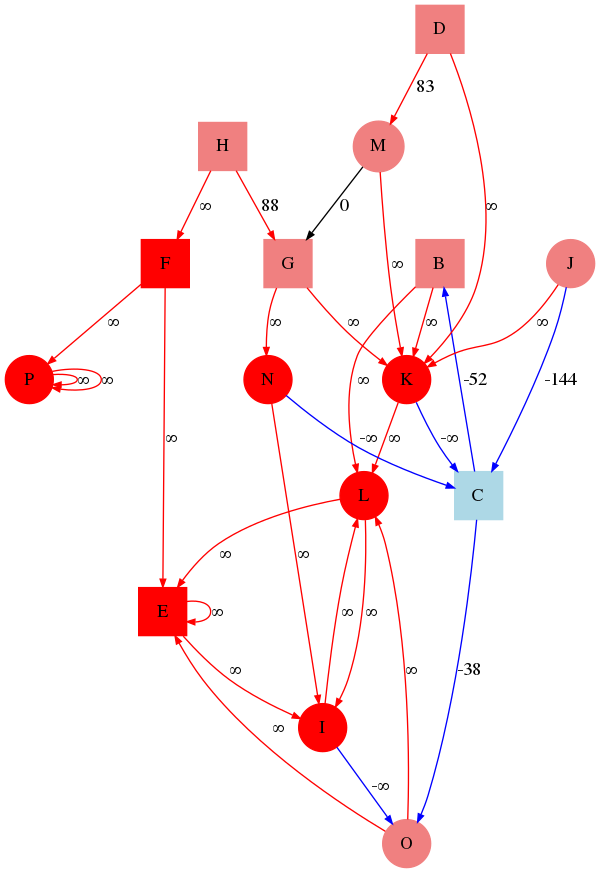 D
83
H
M
∞
88
0
∞
F
G
∞
B
J
∞
∞
∞
∞
∞
P
∞
∞
N
∞
K
-52
-144
∞
-∞
∞
-∞
L
C
∞
∞
E
∞
∞
∞
∞
∞
∞
-38
I
-∞
O